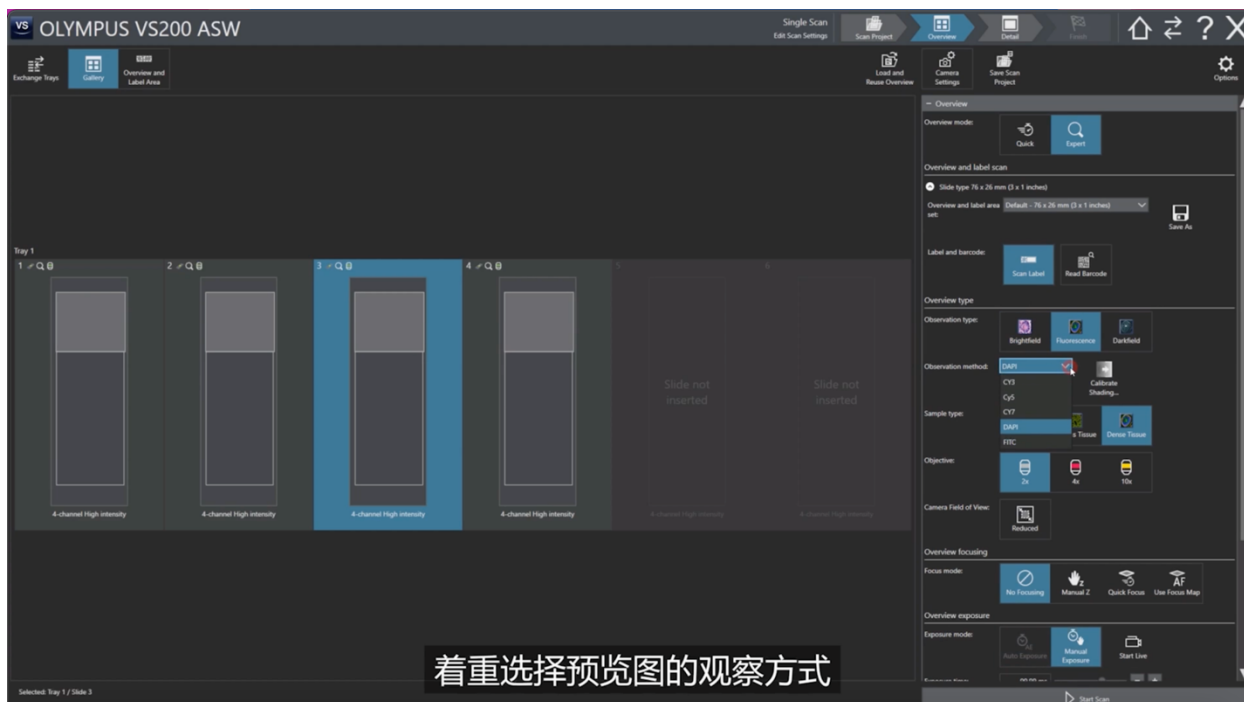 VS OLYMPUS VS200 ASW
Single Scan
Edit Scan Settings
Scan Project
Overview
Detail
Finish
Exchange Trays
Gallery
Overview and
Label Area
Load and
Reuse Overview
Camera
Settings
Save Scan
Project
Options
− Overview
Overview mode:
Quick
Expert
Overview and label scan
Slide type 76 x 26 mm (3 x 1 inches)
Overview and label area
set:
Default - 76 x 26 mm (3 x 1 inches)
Save As
Label and barcode:
Scan Label
Read Barcode
Overview type
Observation type:
Brightfield
Fluorescence
Darkfield
Observation method:
DAPI
CY3
Cy5
CY7
DAPI
FITC
Calibrate
Shading...
Sample type:
s Tissue
Dense Tissue
Objective:
2x
4x
10x
Camera Field of View:
Reduced
Overview focusing
Focus mode:
No Focusing
Manual Z
Quick Focus
AF
Use Focus Map
Overview exposure
Exposure mode:
Auto Exposure
Manual
Exposure
Start Live
Start Scan
Tray 1
1
2
3
4
5
6
Slide not
inserted
Slide not
inserted
4-channel High intensity
4-channel High intensity
4-channel High intensity
4-channel High intensity
4-channel High intensity
4-channel High intensity
着重选择预览图的观察方式
Selected: Tray 1 / Slide 3